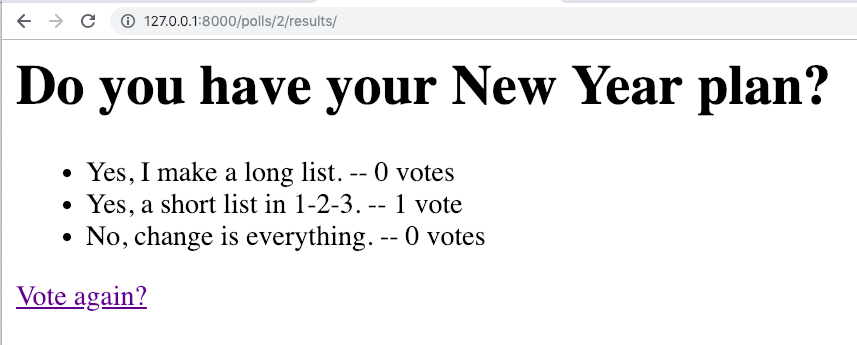 127.0.0.1:8000/polls/2/results/
Do you have your New Year plan?
Yes, I make a long list. -- 0 votes
Yes, a short list in 1-2-3. -- 1 vote
No, change is everything. -- 0 votes
Vote again?